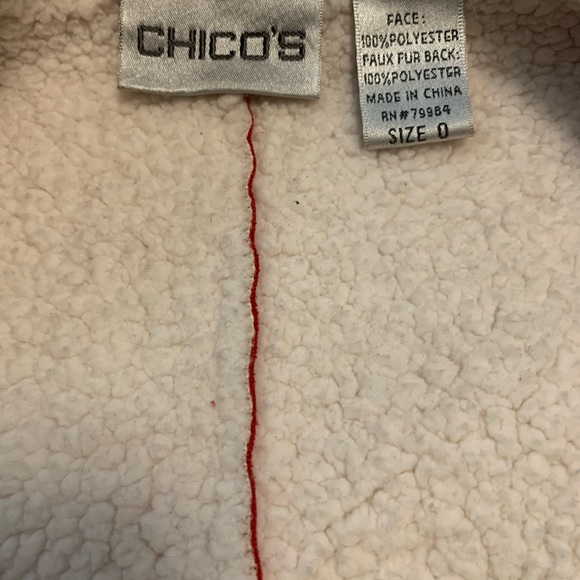 CHICO'S
FACE:
100%POLYESTER
FAUX FUR BACK:
100%POLYESTER
MADE IN CHINA
RN#79984
SIZE 0